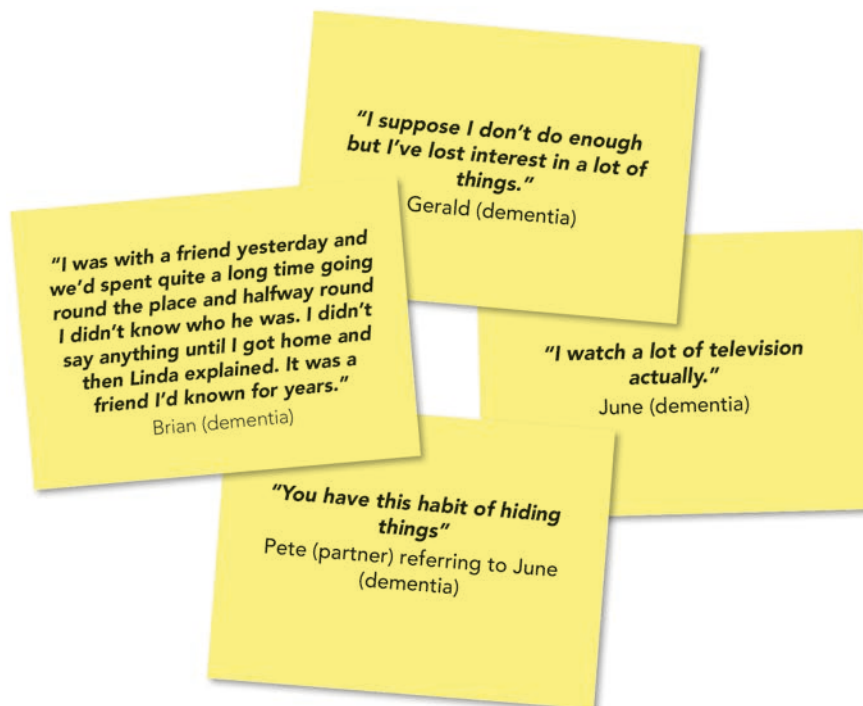 "I suppose I don't do enough
but I've lost interest in a lot of
things."
Gerald (dementia)
"I was with a friend yesterday and
we'd spent quite a long time going
round the place and halfway round
I didn't know who he was. I didn't
say anything until I got home and
then Linda explained. It was a
friend I'd known for years."
Brian (dementia)
"I watch a lot of television
actually."
June (dementia)
"You have this habit of hiding
things"
Pete (partner) referring to June
(dementia)